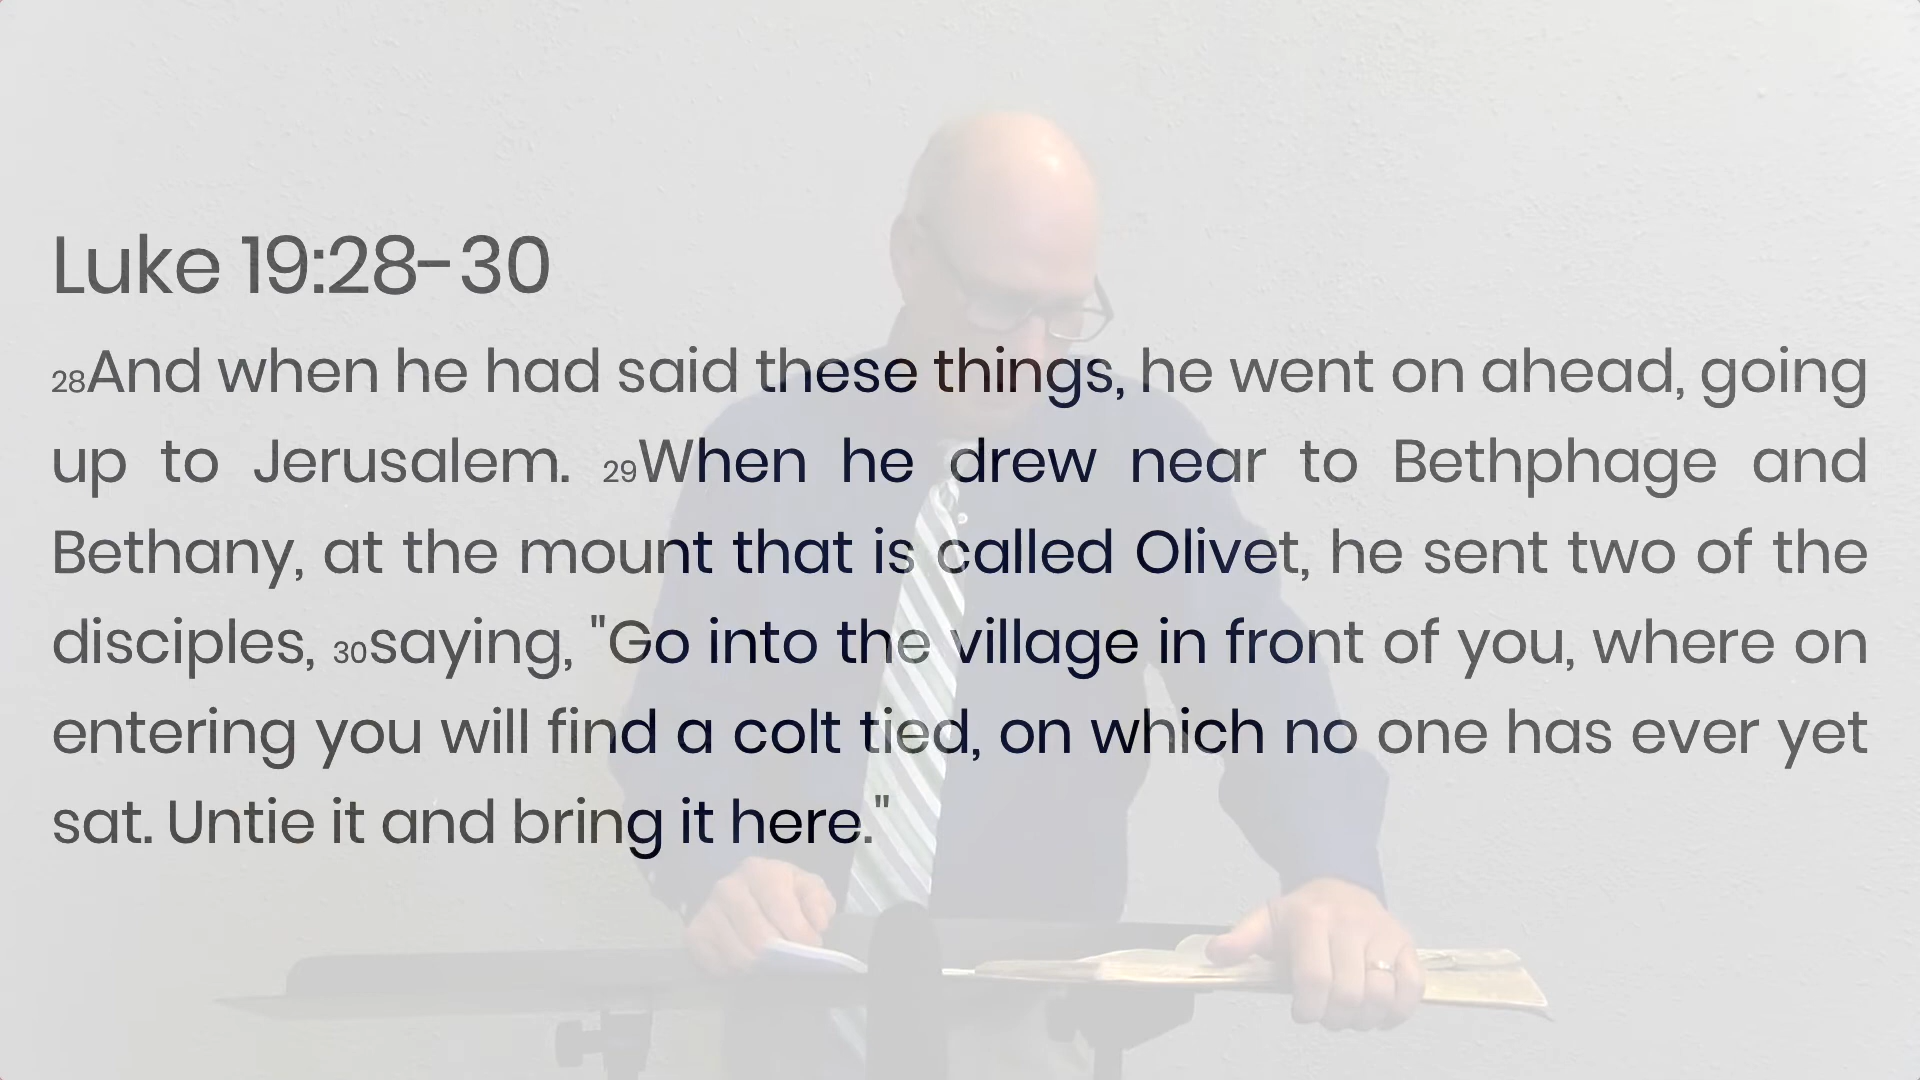 Luke 19:28-30
28And when he had said these things, he went on ahead, going
up to Jerusalem. 29When he drew near to Bethphage and
Bethany, at the mount that is called Olivet, he sent two of the
disciples, 30saying, "Go into the village in front of you, where on
entering you will find a colt tied, on which no one has ever yet
sat. Untie it and bring it here."